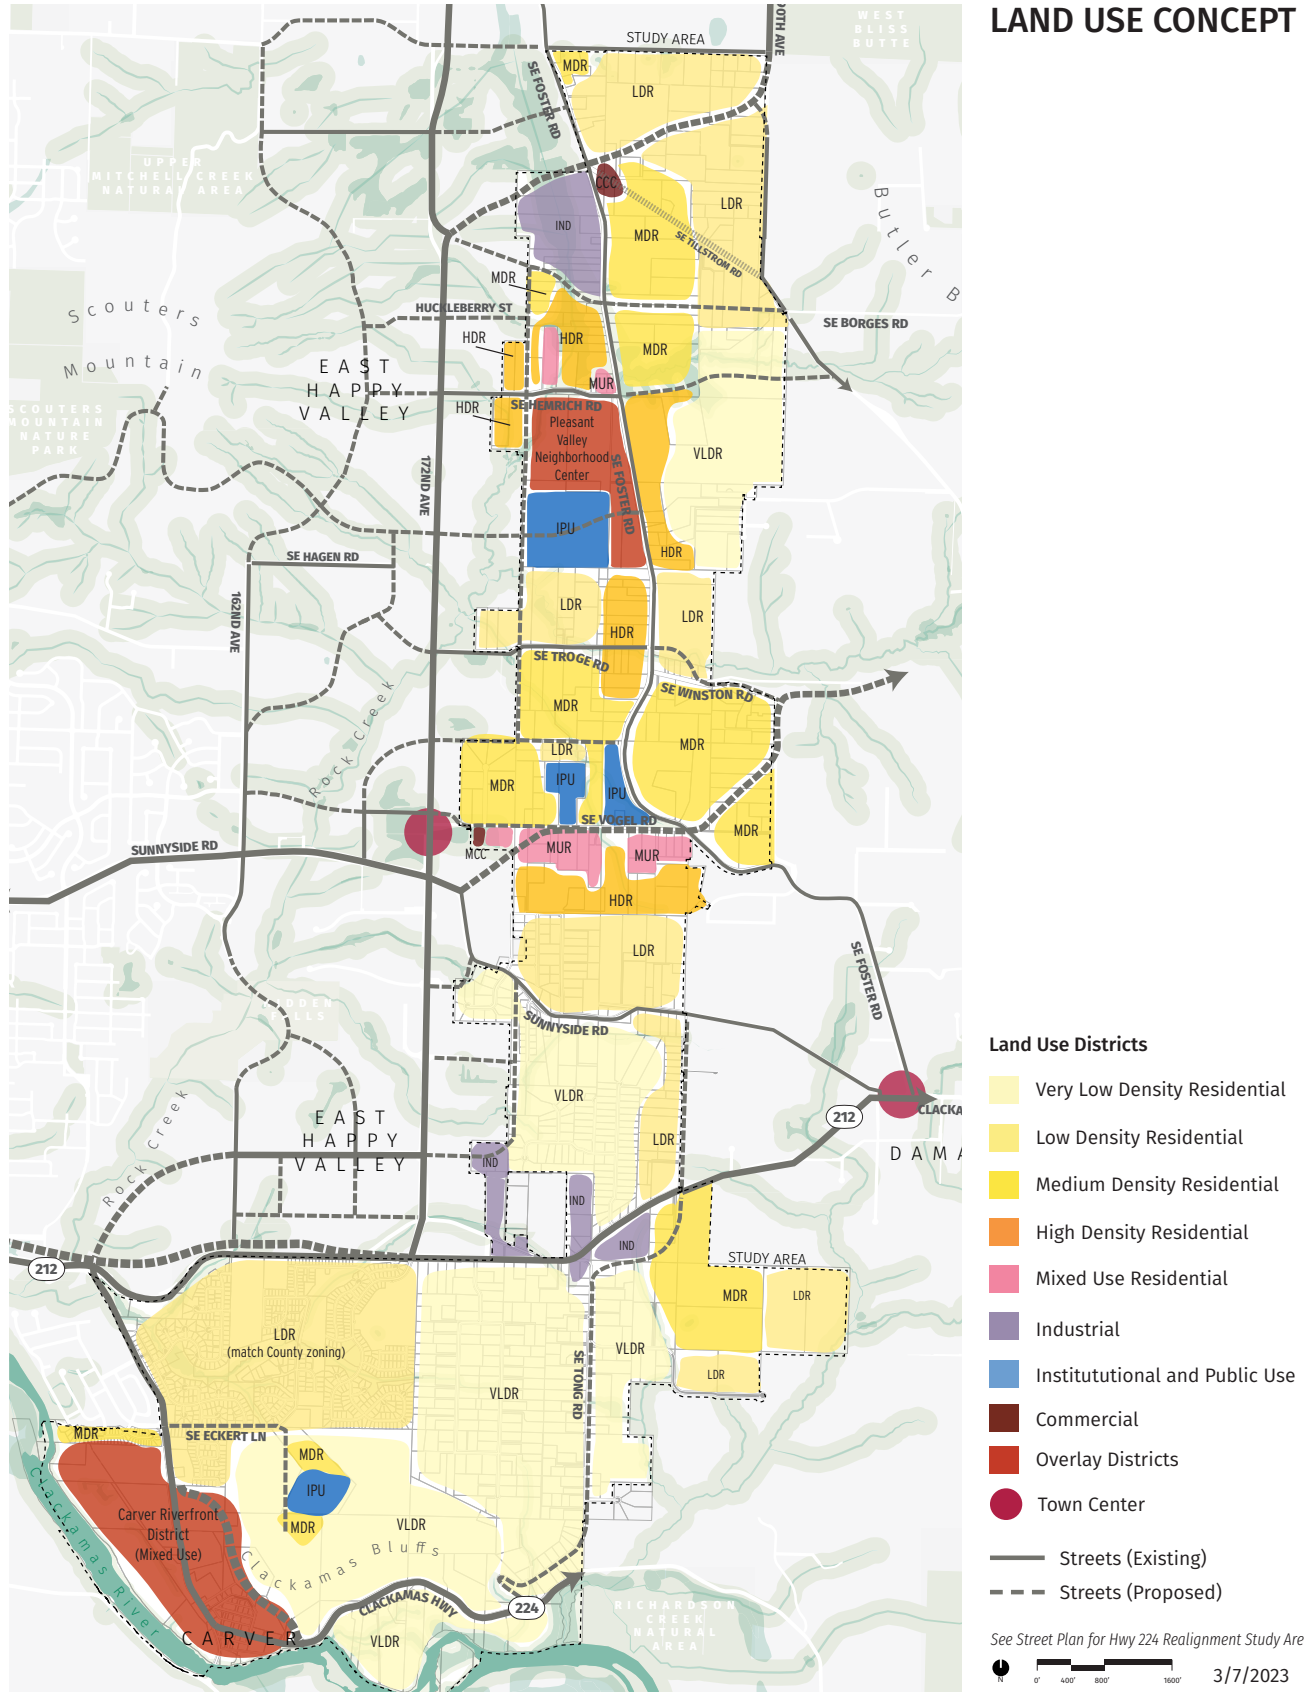 LAND USE CONCEPT
WEST
BLISS
BUTTE
STUDY AREA
MDR
LDR
SE FOSTER RD
UPPER
MITCHELL CREEK
NATURAL AREA
CCC
LDR
IND
MDR
SE TILLSTROM RD
Butler B
MDR
HUCKLEBERRY ST
SE BORGES RD
Scouters
Mountain
HDR
HDR
MDR
EAST
HAPPY
VALLEY
MUR
SCOUTERS
MOUNTAIN
NATURE
PARK
HDR
SE HEMRICH RD
Pleasant
Valley
Neighborhood
Center
VLDR
172ND AVE
SE FOSTER RD
IPU
HDR
SE HAGEN RD
162ND AVE
LDR
HDR
LDR
SE TROGE RD
SE WINSTON RD
Rock Creek
MDR
MDR
LDR
MDR
IPU
IPU
SE VOGEL RD
MDR
SUNNYSIDE RD
MCC
MUR
MUR
HDR
LDR
SE FOSTER RD
HIDDEN
FALLS
SUNNYSIDE RD
VLDR
212
CLACKA
DAMA
EAST
HAPPY
VALLEY
Rock Creek
LDR
IND
IND
IND
STUDY AREA
212
MDR
LDR
LDR
(match County zoning)
VLDR
LDR
VLDR
SE TONG RD
MDR
SE ECKERT LN
MDR
IPU
MDR
VLDR
Carver Riverfront
District
(Mixed Use)
Clackamas Bluffs
Clackamas River
CLACKAMAS HWY
224
RICHARDSON
CREEK
NATURAL
AREA
CARVER
VLDR
Land Use Districts
Very Low Density Residential
Low Density Residential
Medium Density Residential
High Density Residential
Mixed Use Residential
Industrial
Institutional and Public Use
Commercial
Overlay Districts
Town Center
Streets (Existing)
Streets (Proposed)
See Street Plan for Hwy 224 Realignment Study Are
N
0' 400' 800' 1600'
3/7/2023